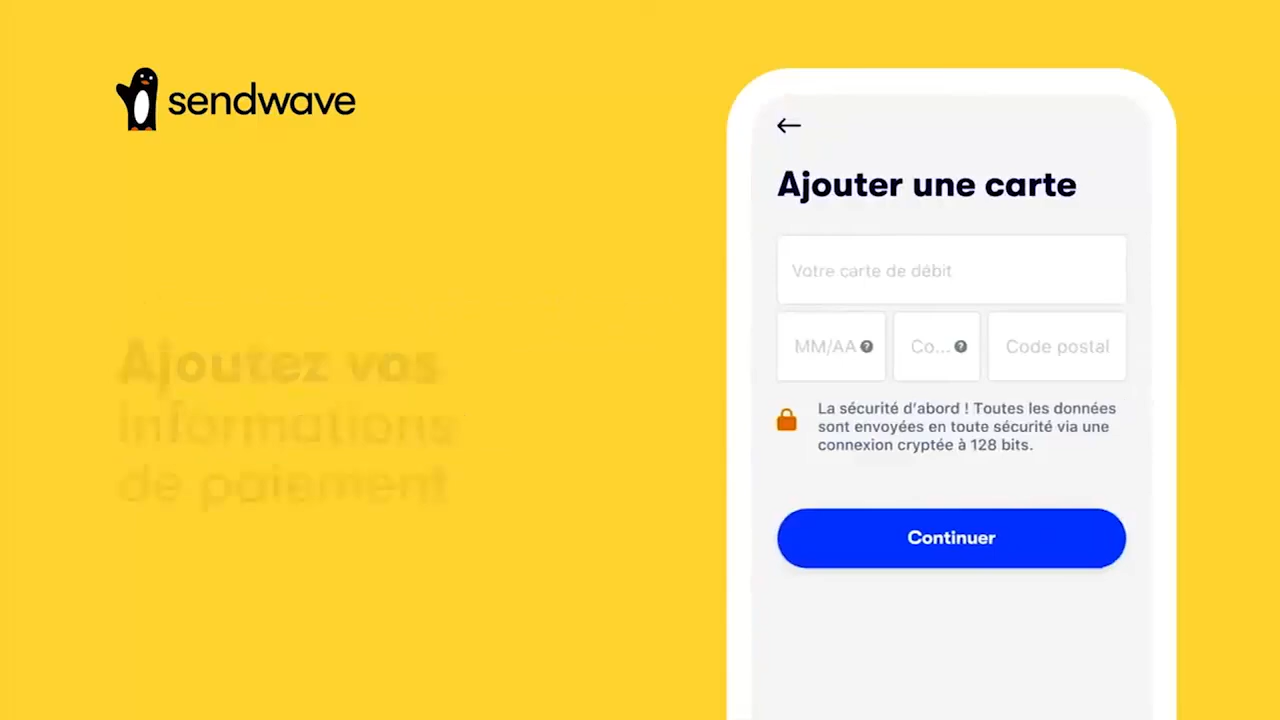 sendwave
Ajoutez vos
informations
de paiement
Ajouter une carte
Votre carte de débit
MM/AA ?
Co... ?
Code postal
La sécurité d'abord ! Toutes les données
sont envoyées en toute sécurité via une
connexion cryptée à 128 bits.
Continuer